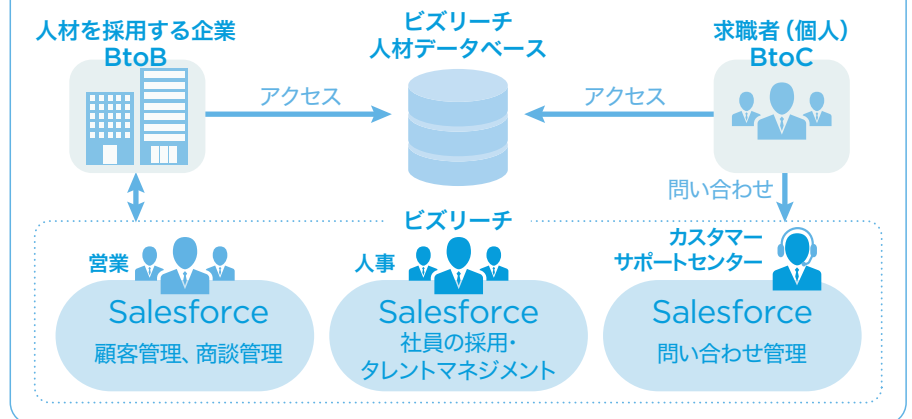 人材を採用する企業
BtoB
ビズリーチ
人材データベース
求職者(個人)
BtoC
アクセス
アクセス
問い合わせ
ビズリーチ
営業
人事
カスタマー
サポートセンター
Salesforce
顧客管理、商談管理
Salesforce
社員の採用・
タレントマネジメント
Salesforce
問い合わせ管理